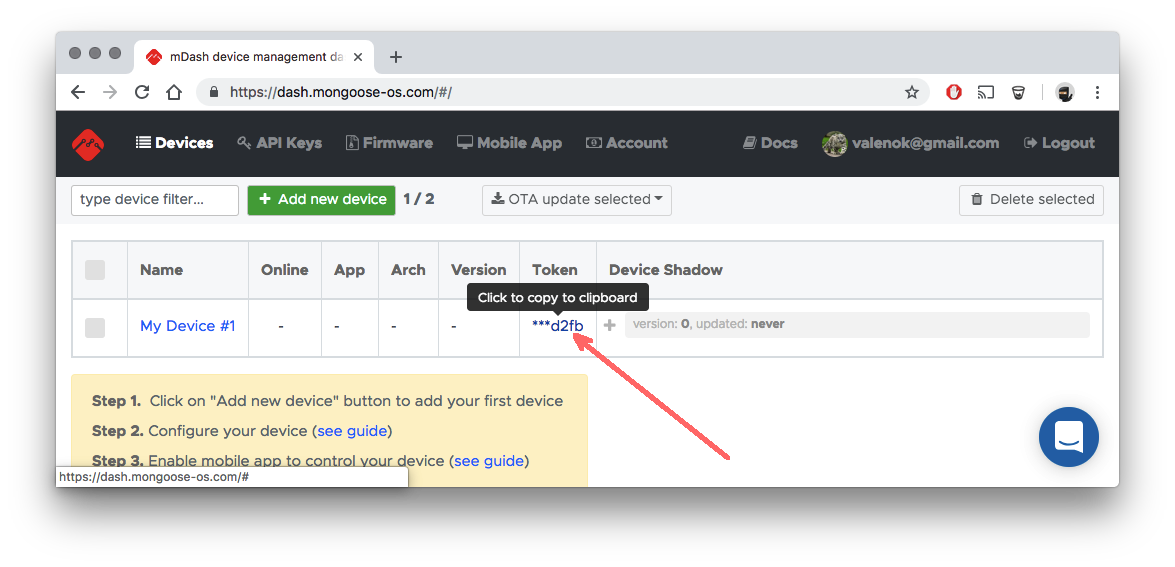 mDash device management da
https://dash.mongoose-os.com/#/
Devices API Keys Firmware Mobile App Account Docs valenok@gmail.com Logout
type device filter... + Add new device 1 / 2 OTA update selected Delete selected
Name Online App Arch Version Token Device Shadow
Click to copy to clipboard
My Device #1 - - - - ***d2fb + version: 0, updated: never
Step 1. Click on "Add new device" button to add your first device
Step 2. Configure your device (see guide)
Step 3. Enable mobile app to control your device (see guide)
https://dash.mongoose-os.com/#